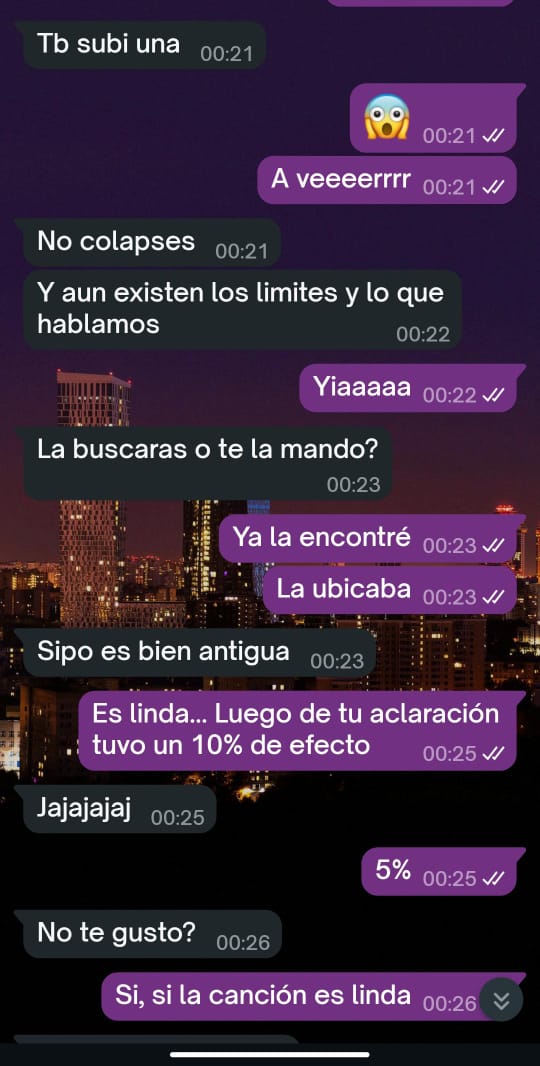 Tb subi una 00:21
😱 00:21
A veeeerrrr 00:21
No colapses 00:21
Y aun existen los limites y lo que
hablamos 00:22
Yiaaaaa 00:22
La buscaras o te la mando?
00:23
Ya la encontré 00:23
La ubicaba 00:23
Sipo es bien antigua 00:23
Es linda... Luego de tu aclaración
tuvo un 10% de efecto 00:25
Jajajajaj 00:25
5% 00:25
No te gusto? 00:26
Si, si la canción es linda 00:26